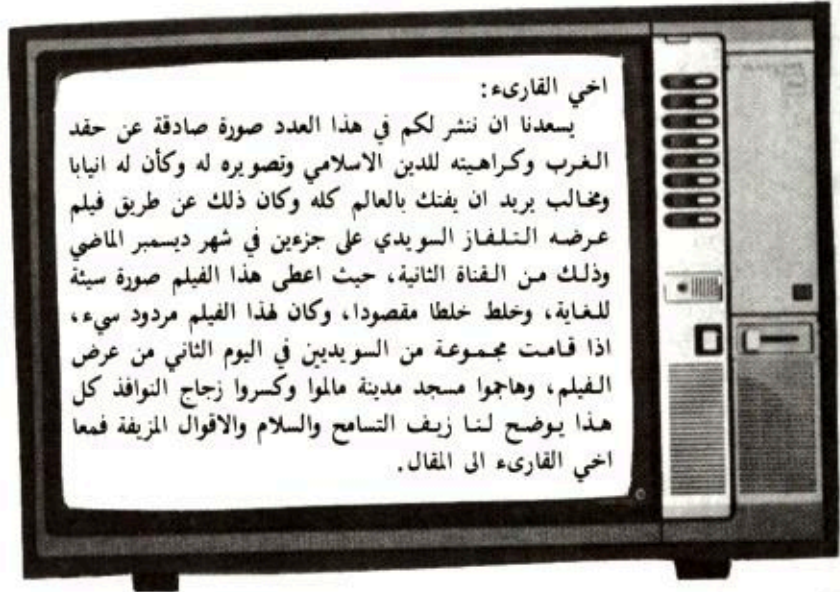 اخي القارىء:
يسعدنا ان ننشر لكم في هذا العدد صورة صادقة عن حقد
الغرب وكراهيته للدين الاسلامي وتصويره له وكأن له انيابا
ومخالب يريد ان يفتك بالعالم كله وكان ذلك عن طريق فيلم
عرضه التلفاز السويدي على جزءين في شهر ديسمبر الماضي
وذلك من القناة الثانية، حيث اعطى هذا الفيلم صورة سيئة
للغاية، وخلط خلطا مقصودا، وكان لهذا الفيلم مردود سيء،
اذا قامت مجموعة من السويديين في اليوم الثاني من عرض
الفيلم، وهاجموا مسجد مدينة مالموا وكسروا زجاج النوافذ كل
هذا يوضح لنا زيف التسامح والسلام والاقوال المزيفة فمعا
اخي القارىء الى المقال.